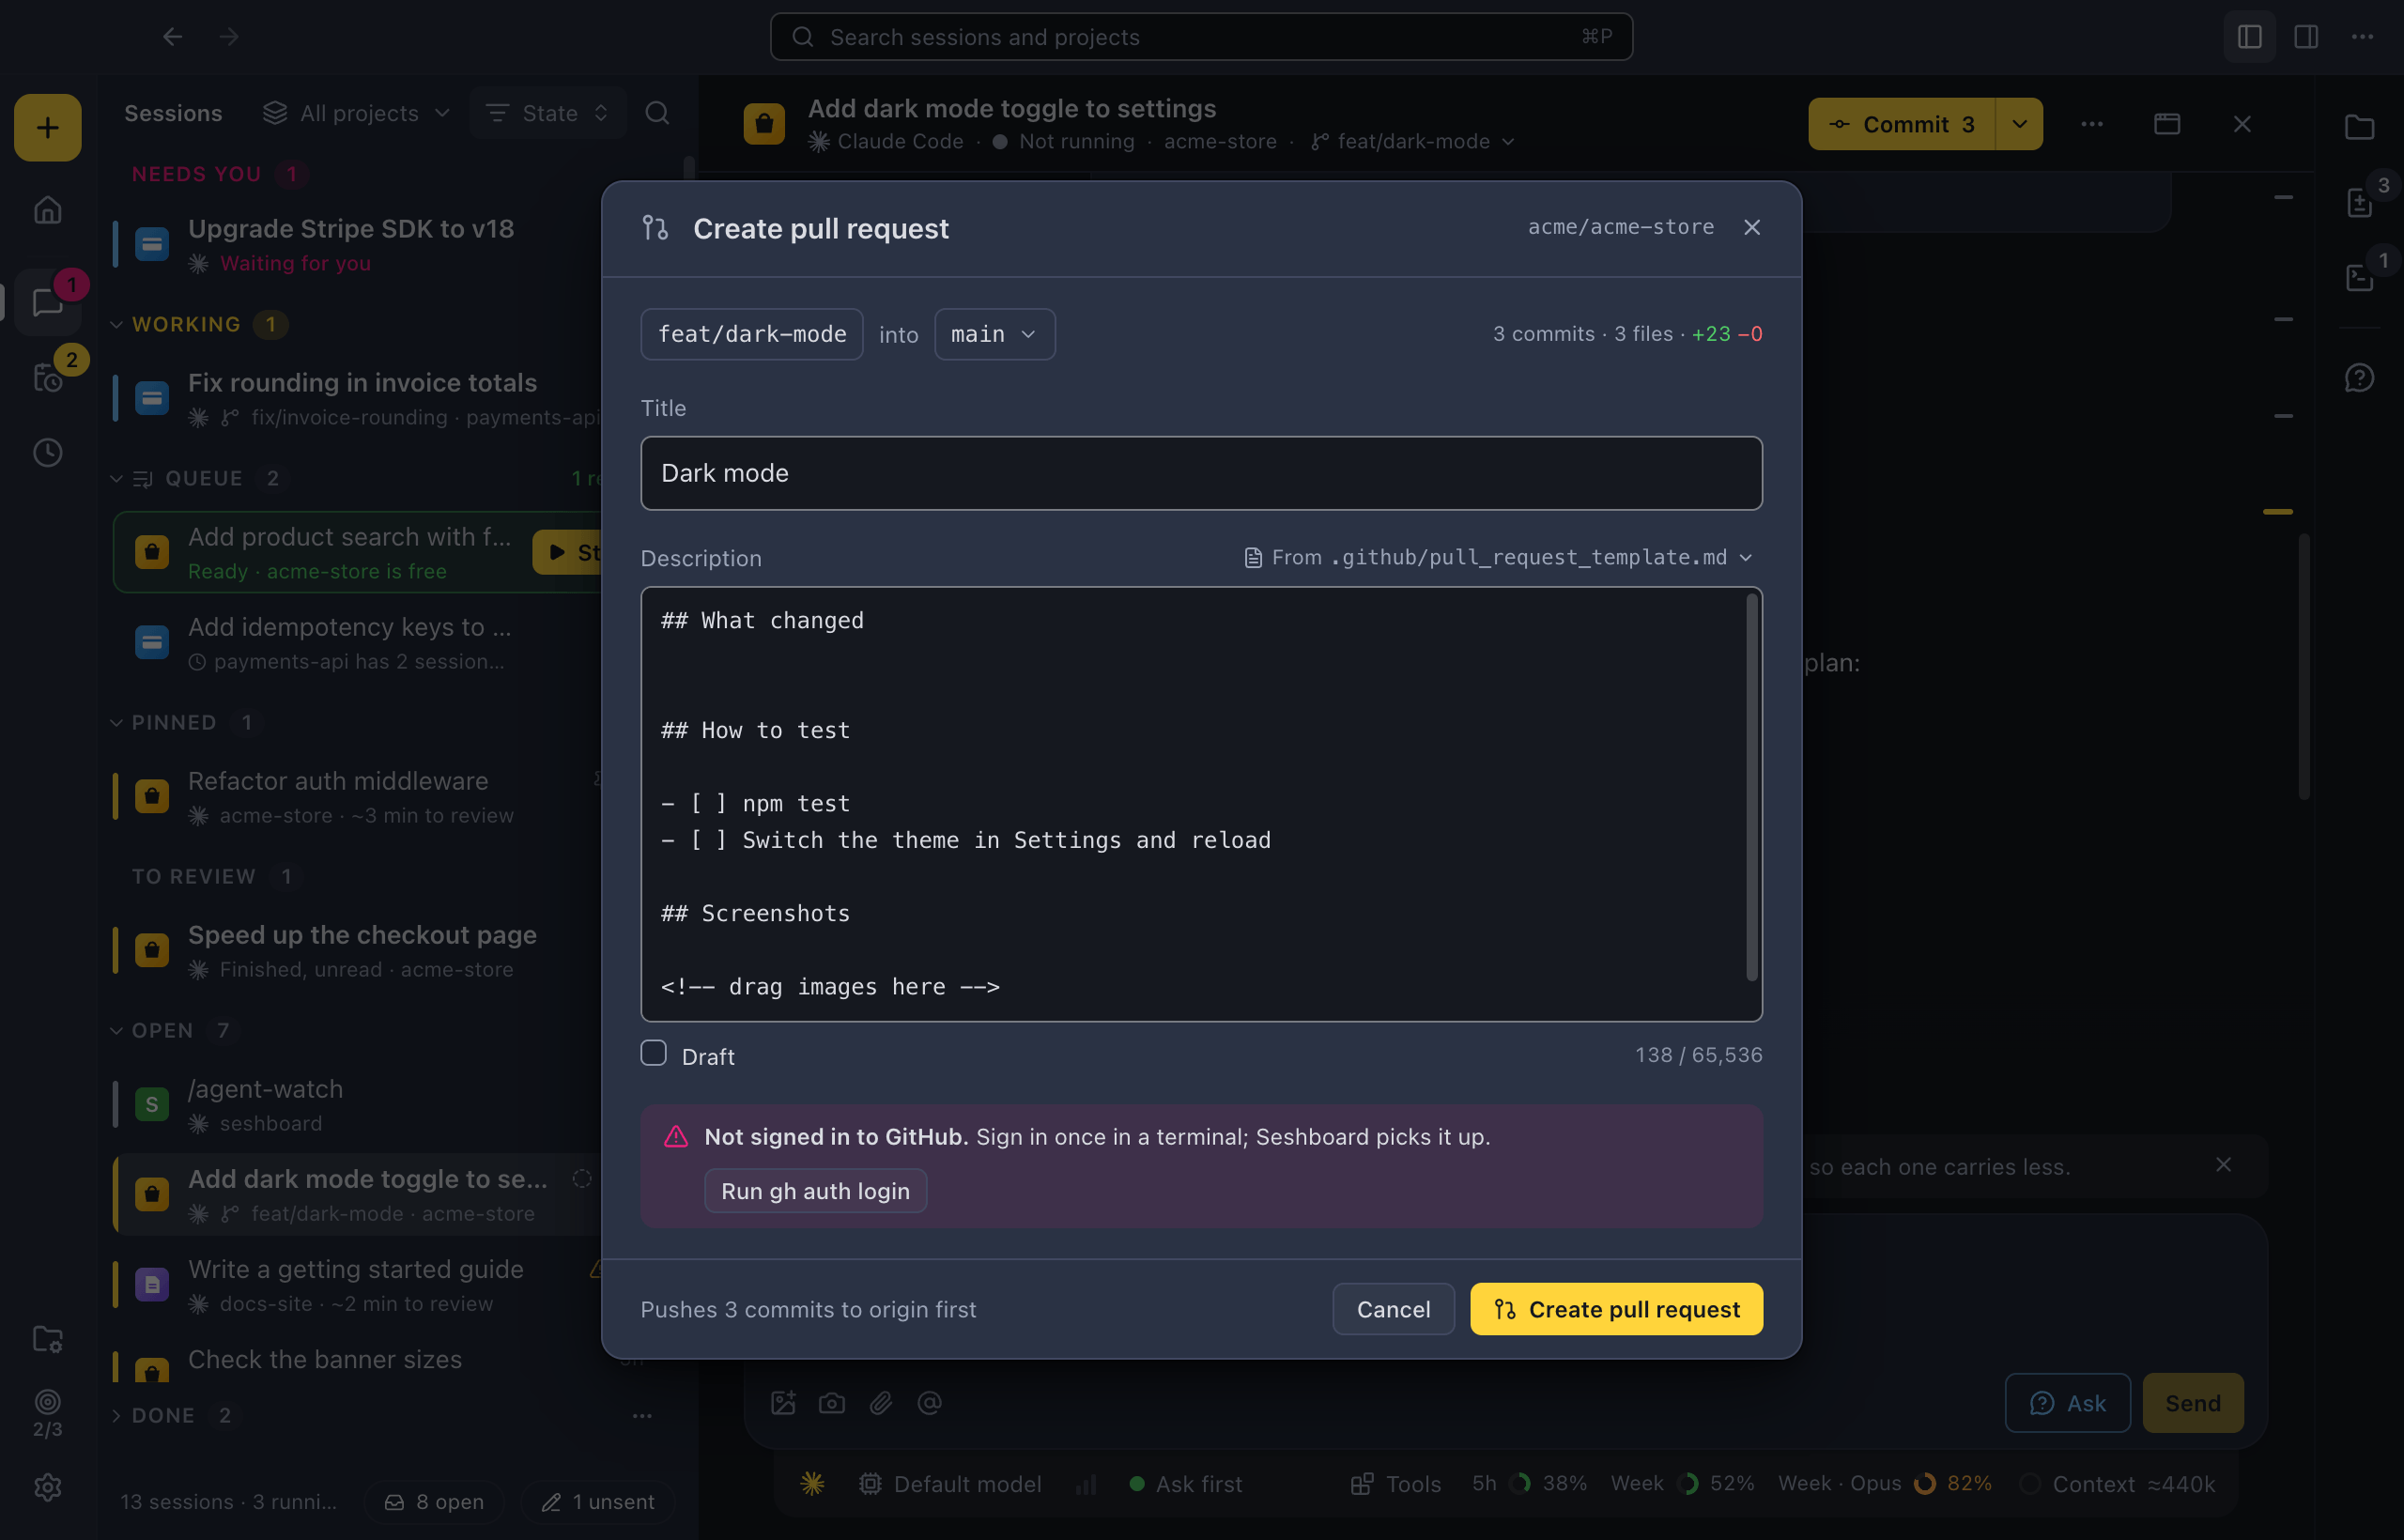 Search sessions and projects ⌘P
Sessions All projects State
NEEDS YOU 1
Upgrade Stripe SDK to v18
Waiting for you
WORKING 1
Fix rounding in invoice totals
fix/invoice-rounding · payments-api
QUEUE 2
Add product search with f...
Ready · acme-store is free
Add idempotency keys to ...
payments-api has 2 session...
PINNED 1
Refactor auth middleware
acme-store · ~3 min to review
TO REVIEW 1
Speed up the checkout page
Finished, unread · acme-store
OPEN 7
S
/agent-watch
seshboard
Add dark mode toggle to se...
feat/dark-mode · acme-store
Write a getting started guide
docs-site · ~2 min to review
Check the banner sizes
DONE 2
13 sessions · 3 runni... 8 open 1 unsent
1
2
2/3
Add dark mode toggle to settings
Claude Code · Not running · acme-store · feat/dark-mode
Commit 3
3
1
Create pull request acme/acme-store
feat/dark-mode into main
3 commits · 3 files · +23 −0
Title
Dark mode
Description From .github/pull_request_template.md
## What changed
## How to test
- [ ] npm test
- [ ] Switch the theme in Settings and reload
## Screenshots
<!-- drag images here -->
Draft 138 / 65,536
Not signed in to GitHub. Sign in once in a terminal; Seshboard picks it up.
Run gh auth login
Pushes 3 commits to origin first Cancel Create pull request
plan:
so each one carries less.
Ask Send
Default model Ask first Tools 5h 38% Week 52% Week · Opus 82% Context ≈440k